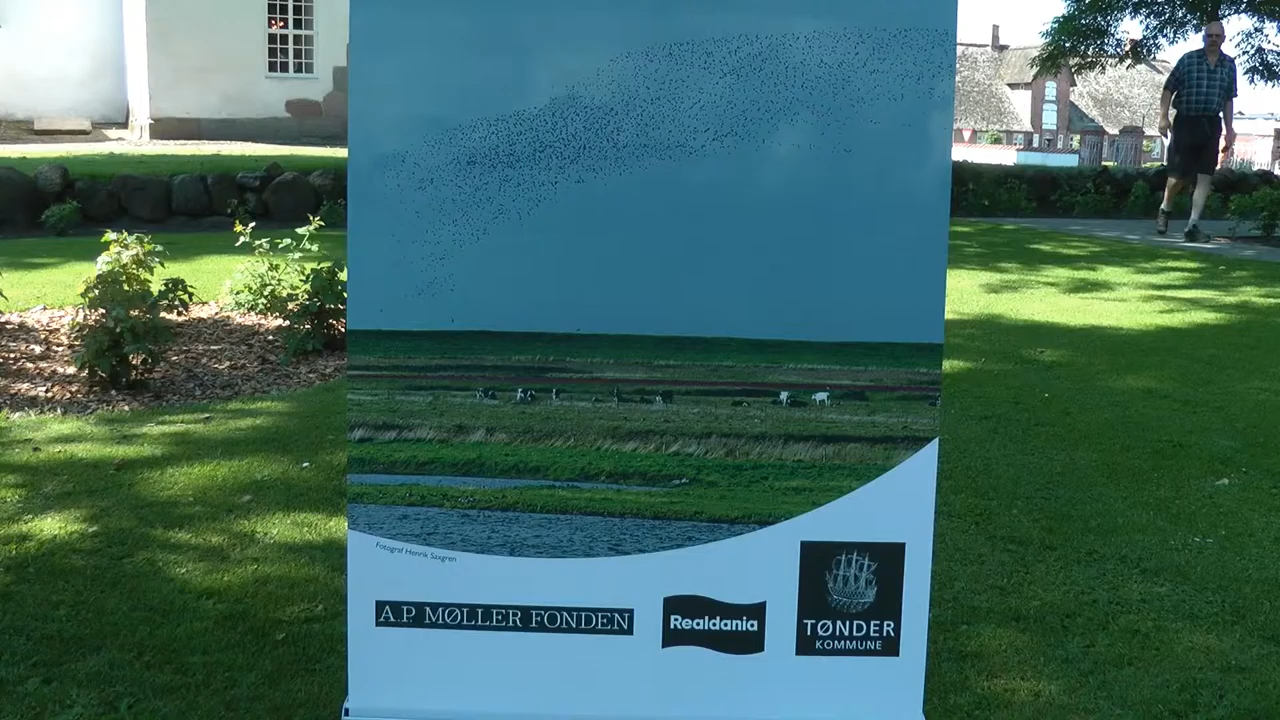 Fotograf Henrik Saxgren
A.P. MØLLER FONDEN
Realdania
TØNDER
KOMMUNE